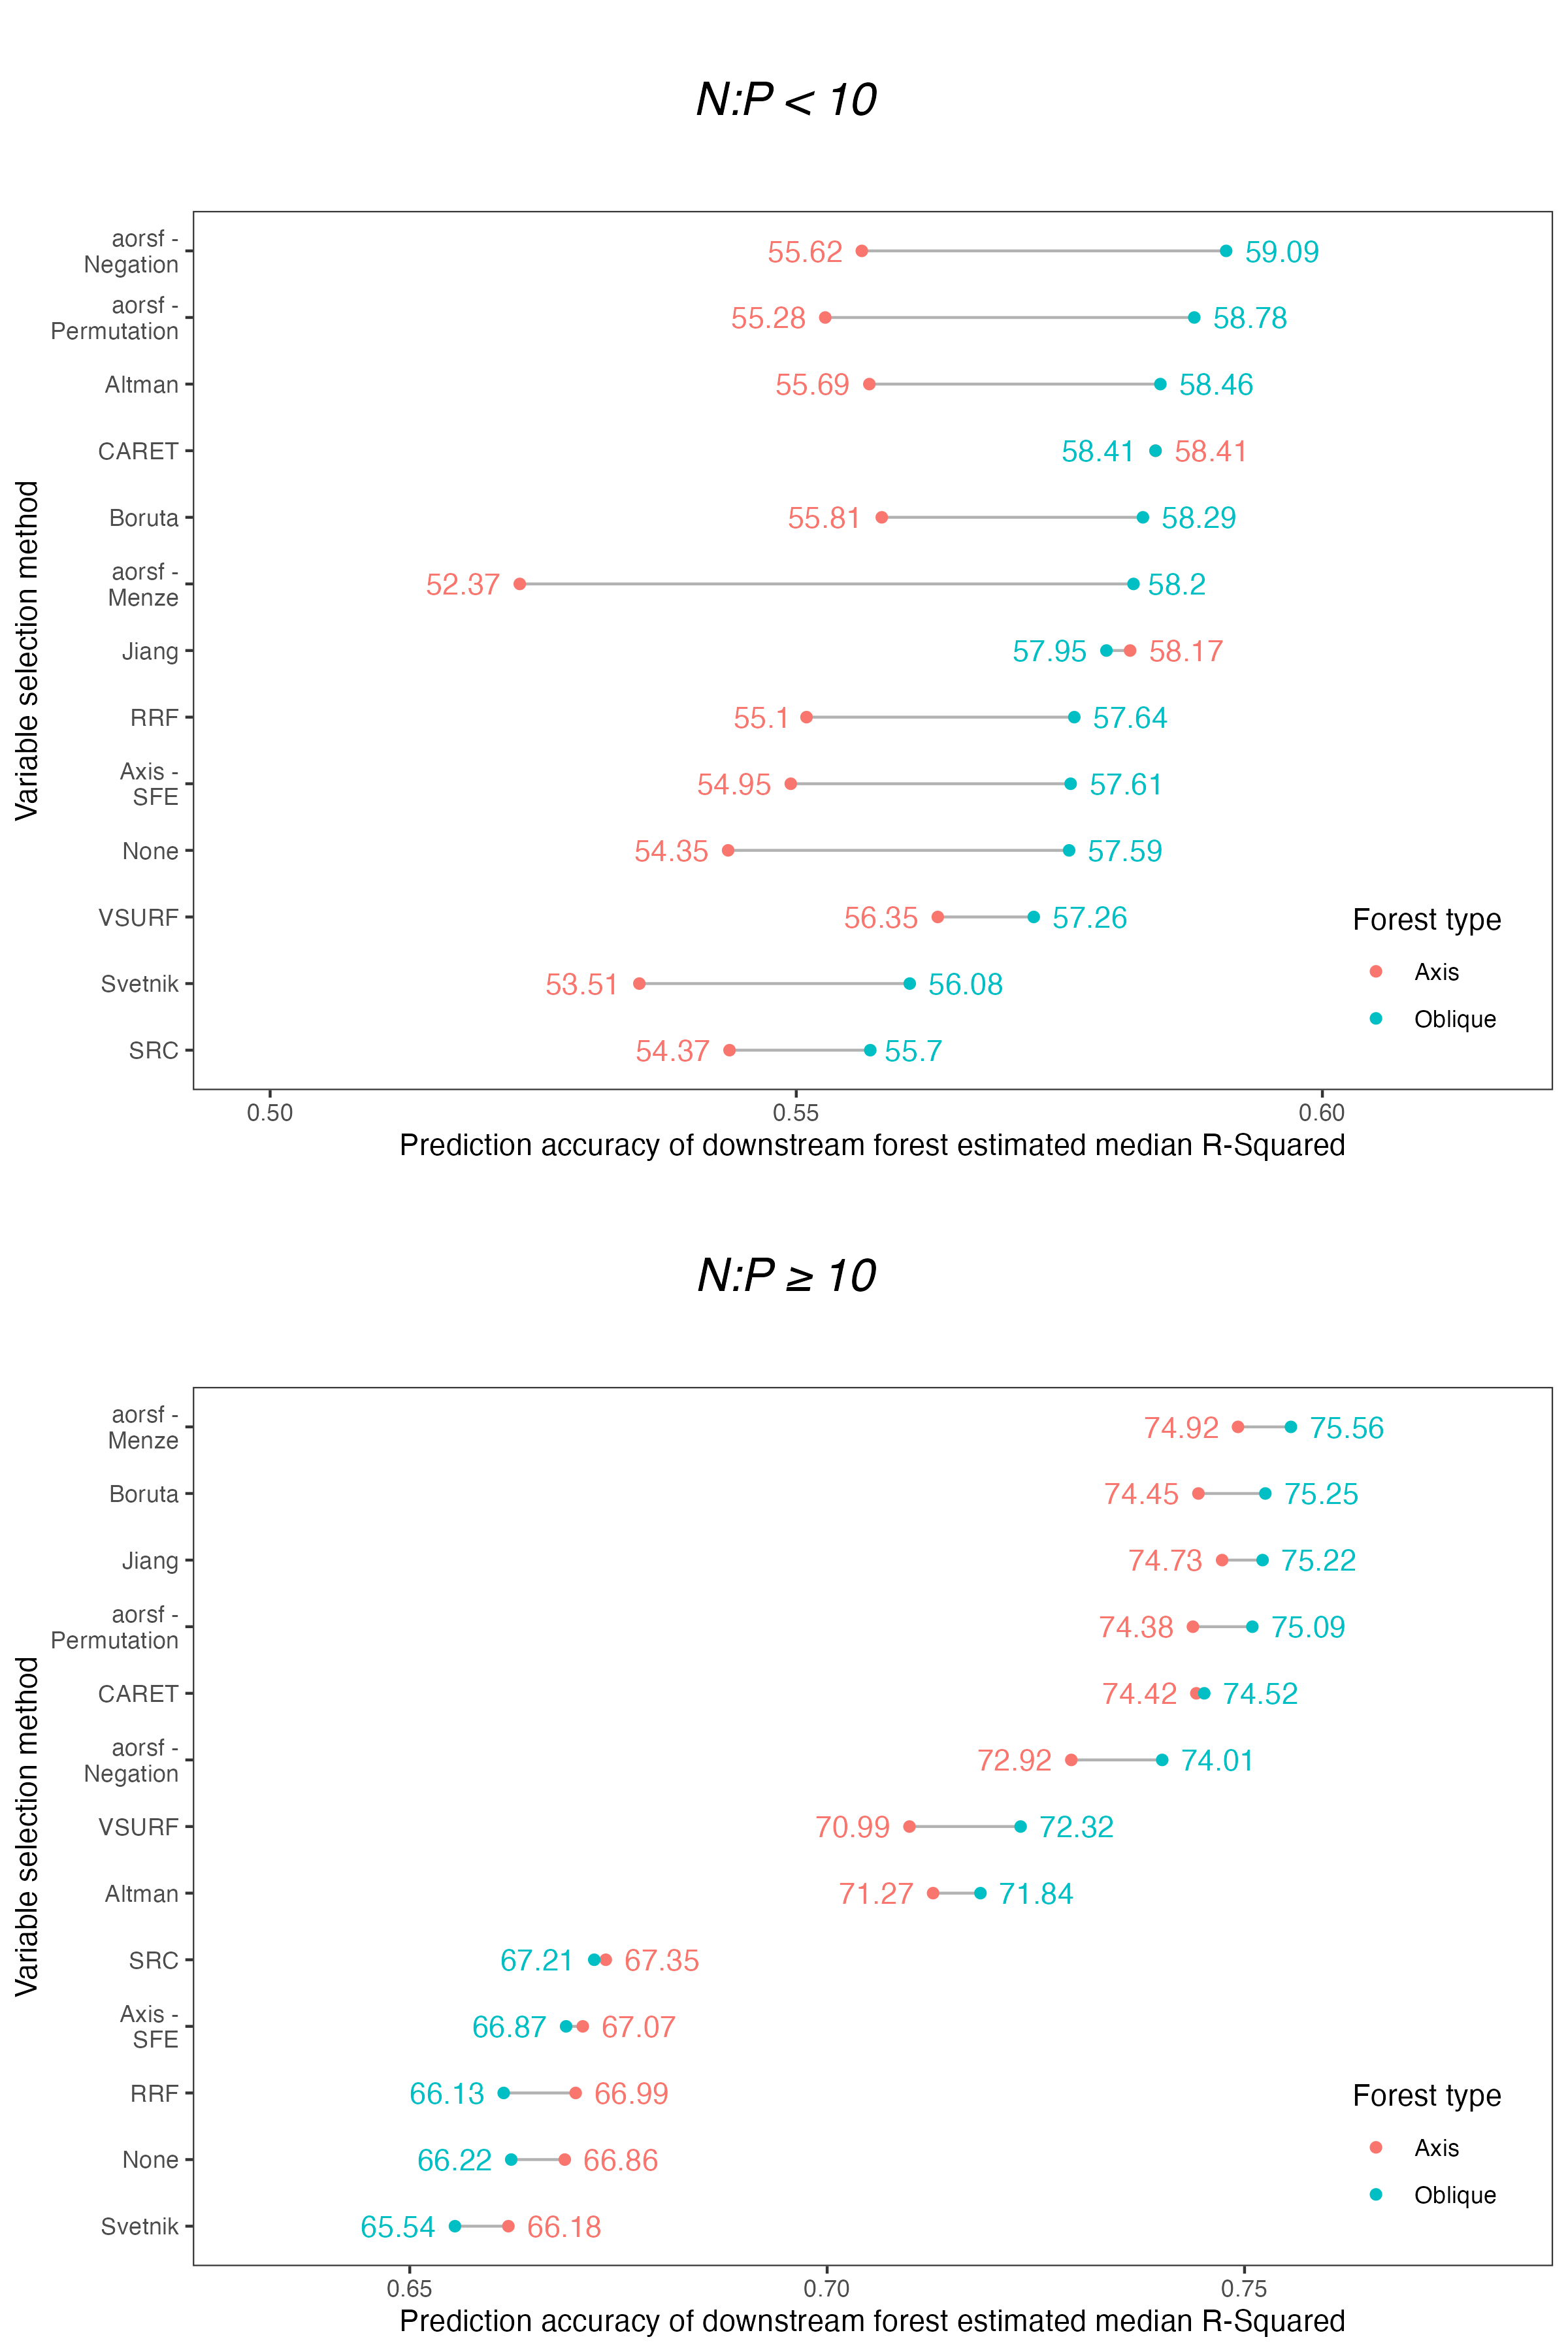 N:P < 10
aorsf -
Negation
55.62
59.09
aorsf -
Permutation
55.28
58.78
Altman
55.69
58.46
CARET
58.41
58.41
Boruta
55.81
58.29
aorsf -
Menze
52.37
58.2
Jiang
57.95
58.17
RRF
55.1
57.64
Axis -
SFE
54.95
57.61
None
54.35
57.59
VSURF
56.35
57.26
Svetnik
53.51
56.08
SRC
54.37
55.7
Variable selection method
Forest type
Axis
Oblique
0.50
0.55
0.60
Prediction accuracy of downstream forest estimated median R-Squared
N:P ≥ 10
aorsf -
Menze
74.92
75.56
Boruta
74.45
75.25
Jiang
74.73
75.22
aorsf -
Permutation
74.38
75.09
CARET
74.42
74.52
aorsf -
Negation
72.92
74.01
VSURF
70.99
72.32
Altman
71.27
71.84
SRC
67.21
67.35
Axis -
SFE
66.87
67.07
RRF
66.13
66.99
None
66.22
66.86
Svetnik
65.54
66.18
Variable selection method
Forest type
Axis
Oblique
0.65
0.70
0.75
Prediction accuracy of downstream forest estimated median R-Squared